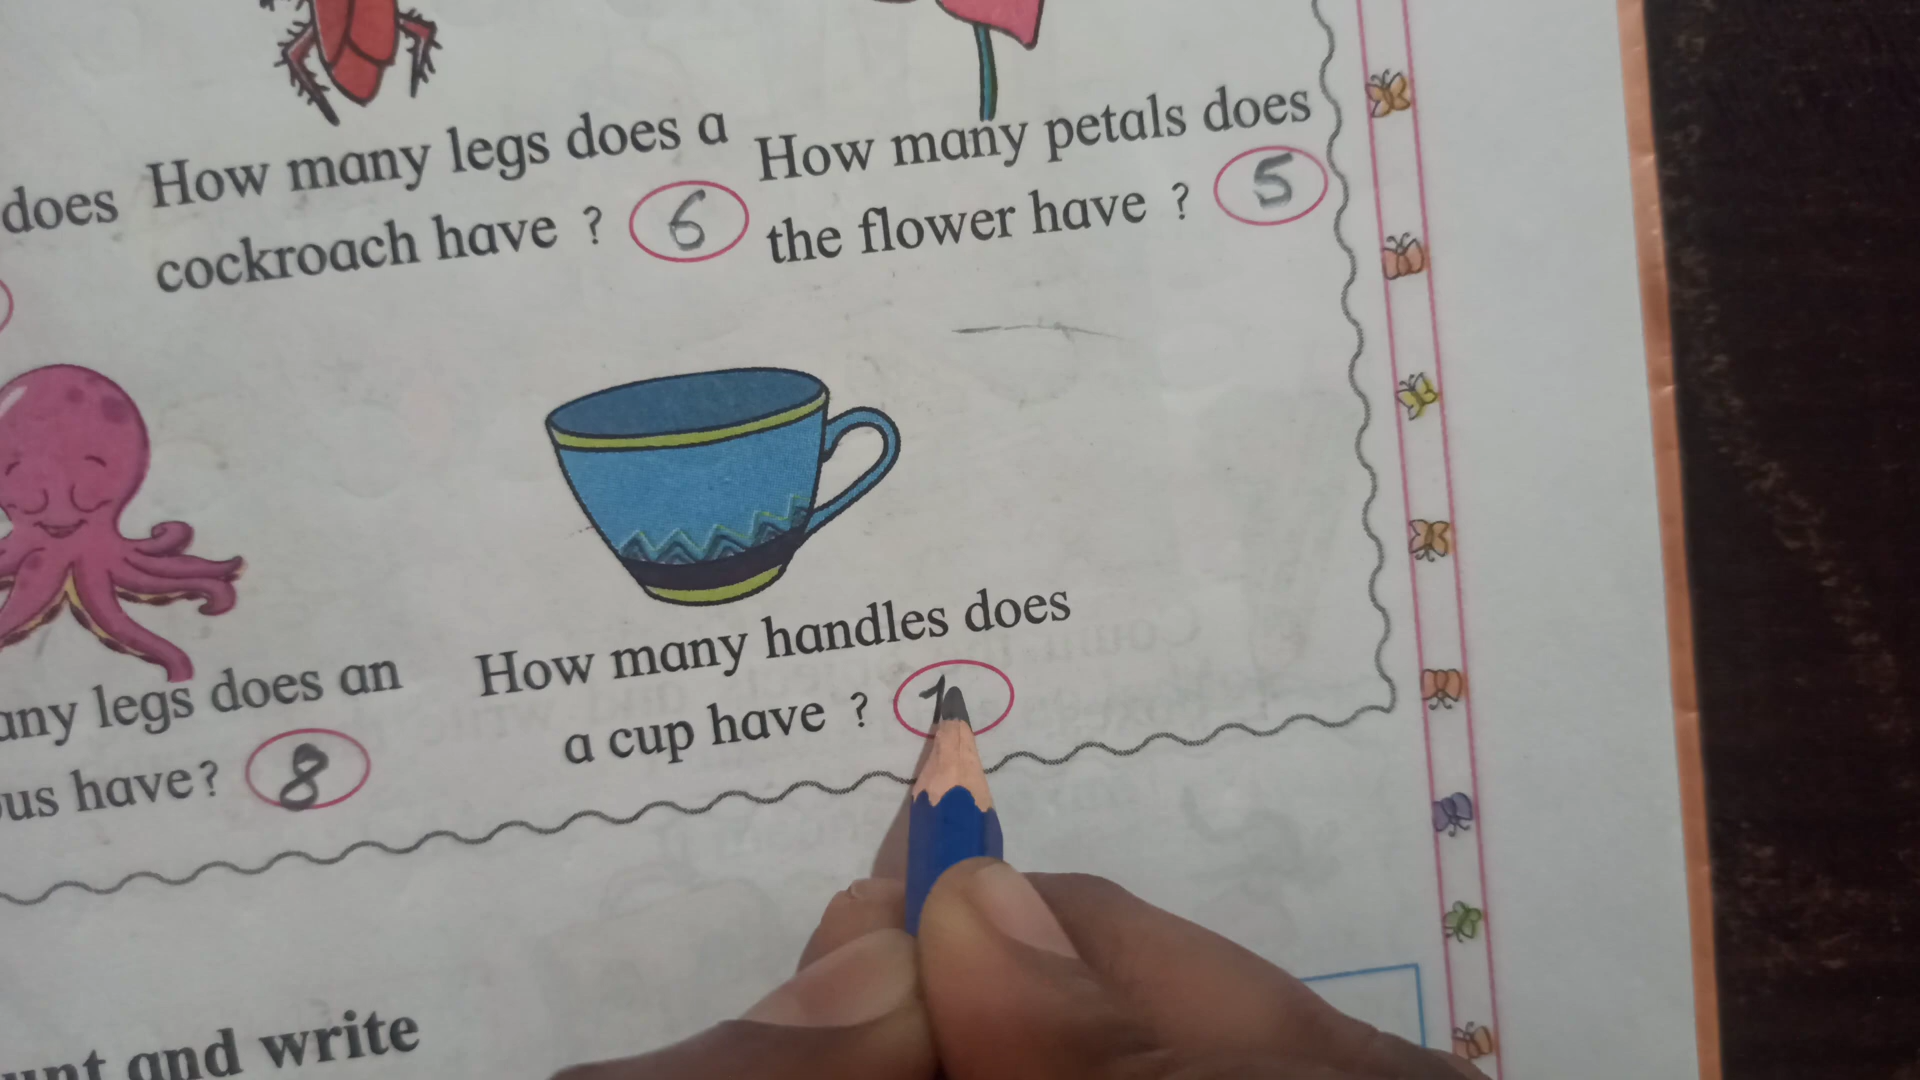 does How many legs does a
cockroach have ? 6
How many petals does
the flower have ? 5
any legs does an
us have? 8
How many handles does
a cup have ? 1
and write